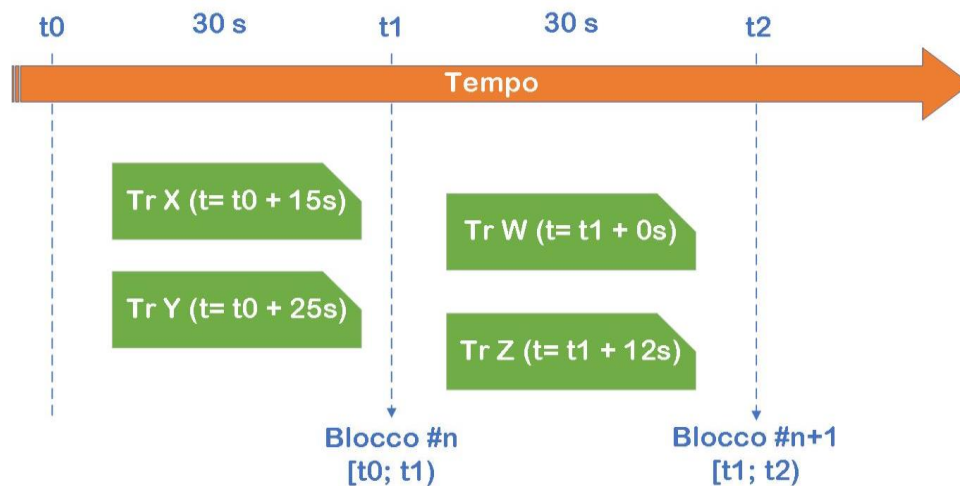 t0 30 s t1 30 s t2
Tempo
Tr X (t= t0 + 15s)
Tr W (t= t1 + 0s)
Tr Y (t= t0 + 25s)
Tr Z (t= t1 + 12s)
Blocco #n
[t0; t1)
Blocco #n+1
[t1; t2)